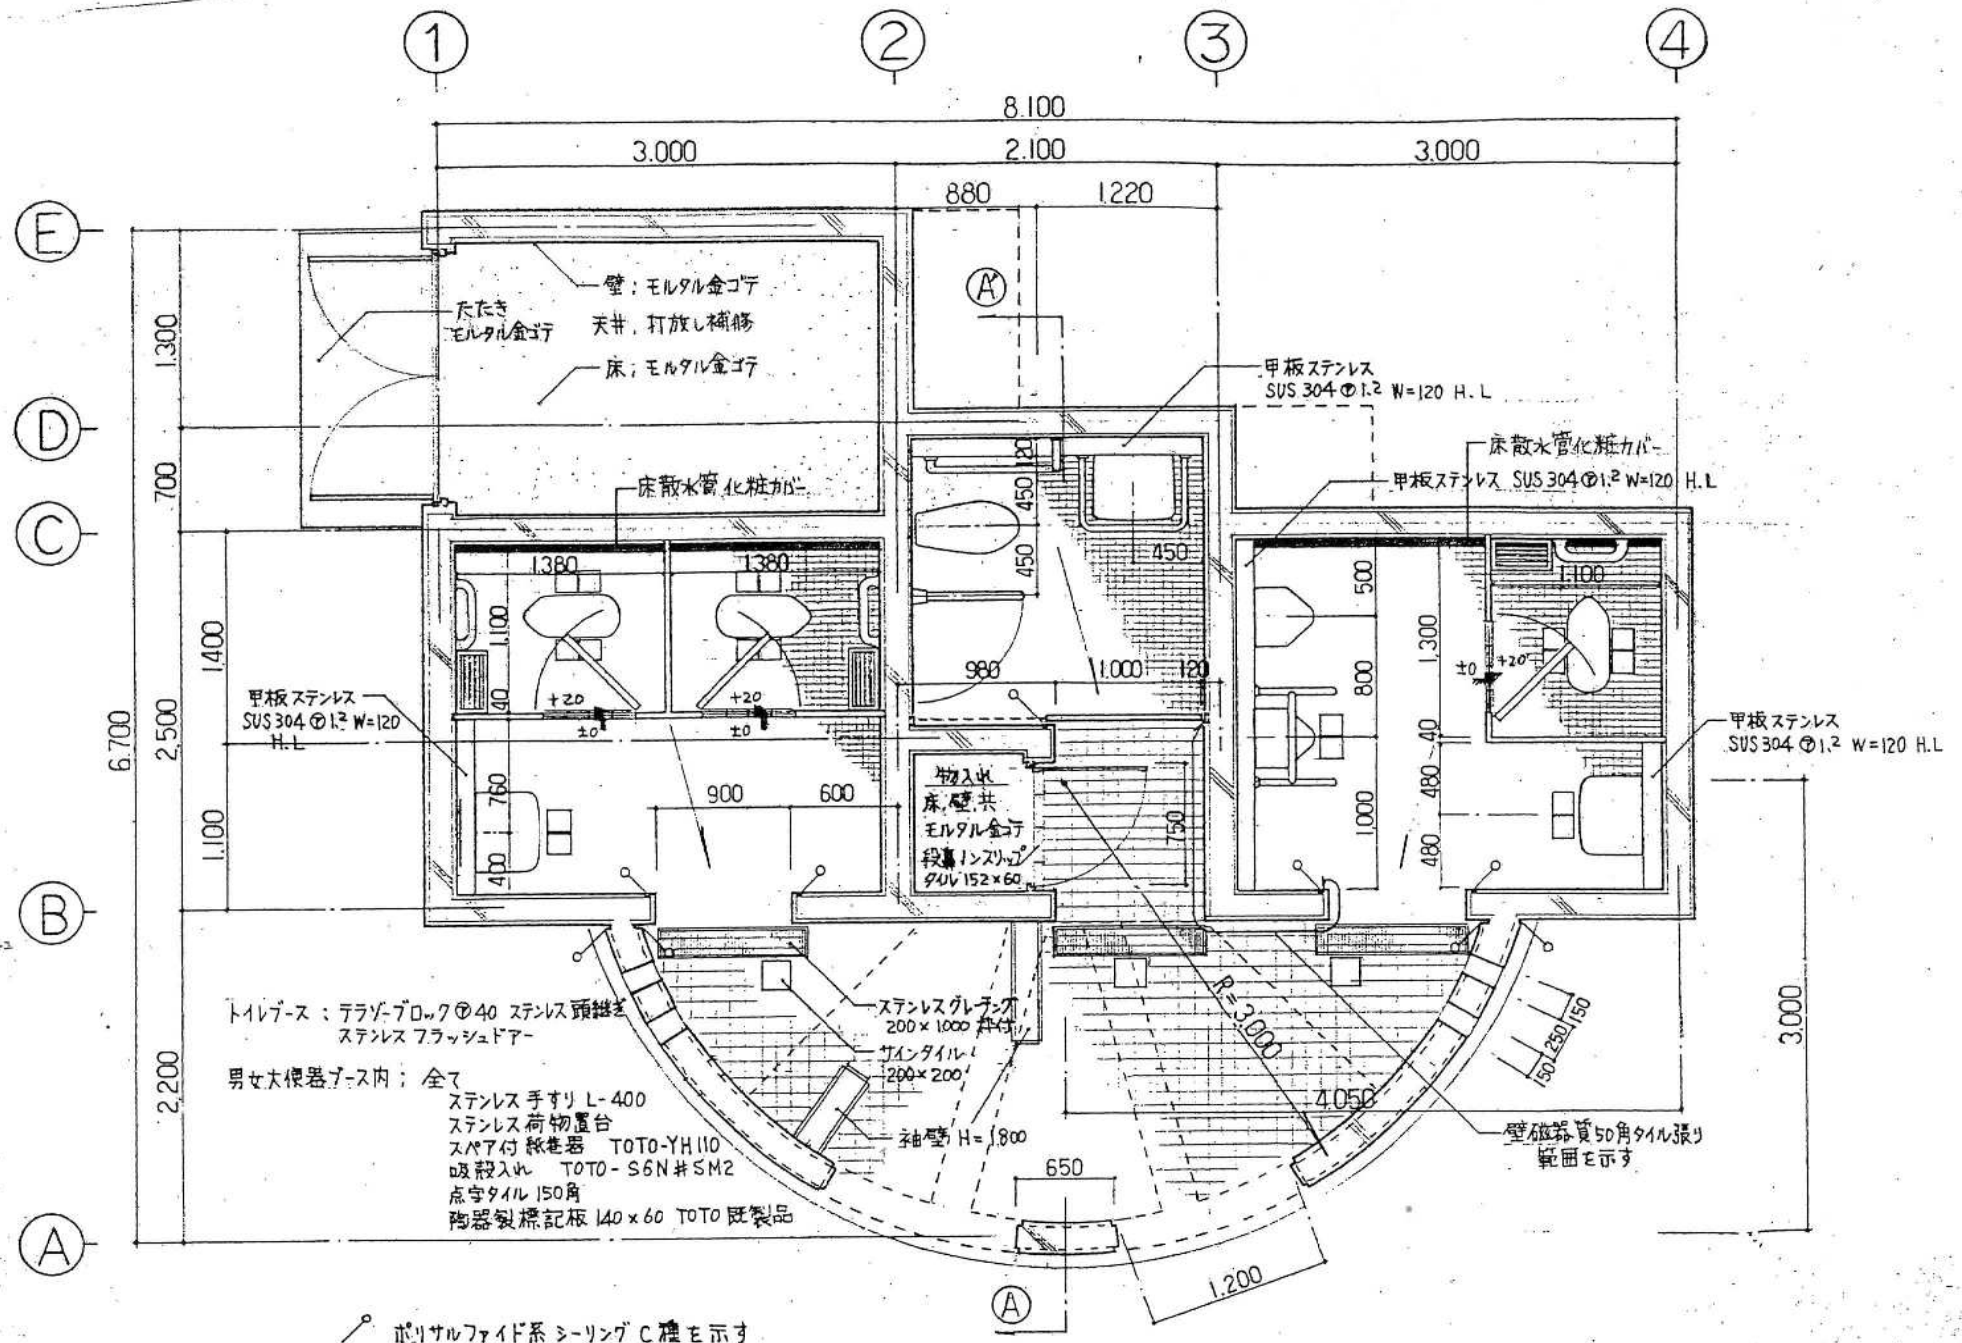 1
2
3
4
8.100
3.000
2.100
3.000
880
1.220
E
D
C
B
A
6.700
1.300
700
2,500
2,200
1,400
1.100
壁;モルタル金ゴテ
天井,打放し補修
床;モルタル金ゴテ
たたき
モルタル金ゴテ
A'
甲板ステンレス
SUS 304 Ⓣ1.2 W=120 H.L
床散水管化粧カバー
甲板ステンレス SUS 304 Ⓣ1.2 W=120 H.L
床散水管化粧カバー
1.380
1.380
1.100
40
+20
±0
+20
±0
甲板ステンレス
SUS 304 Ⓣ1.2 W=120
H.L
760
400
900
600
120
450
450
450
980
1.000
120
物入れ
床,壁,共
モルタル金ゴテ
段鼻ノンスリップ
タイル 152×60
750
500
800
1.000
1,300
40
480
480
1.100
±0
+20
甲板ステンレス
SUS 304 Ⓣ1.2 W=120 H.L
3.000
トイレブース;テラゾーブロックⓉ40 ステンレス頭継ぎ
ステンレス フラッシュドアー
男女大便器ブース内;全て
ステンレス 手すり L-400
ステンレス 荷物置台
スペア付 紙巻器 TOTO-YH110
吸殻入れ TOTO-S6N#SM2
点字タイル 150角
陶器製標記板 140×60 TOTO既製品
ステンレスグレーチング
200×1000 枠付
サインタイル
200×200
袖壁 H=1,800
R=3,000
4.050
150
250
150
650
1.200
壁磁器質50角タイル張り
範囲を示す
A
ポリサルファイド系シーリング C種を示す